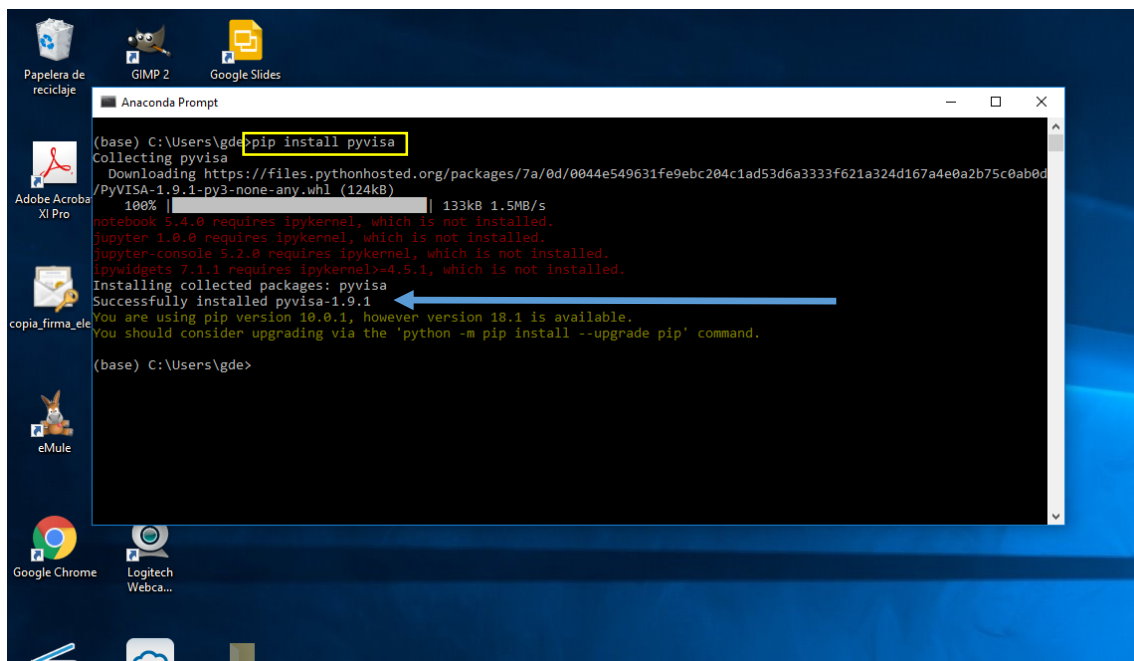 Papelera de
reciclaje
GIMP 2
Google Slides
Anaconda Prompt
(base) C:\Users\gde>pip install pyvisa
Collecting pyvisa
Downloading https://files.pythonhosted.org/packages/7a/0d/0044e549631fe9ebc204c1ad53d6a3333f621a324d167a4e0a2b75c0ab0d
/PyVISA-1.9.1-py3-none-any.whl (124kB)
100% | | 133kB 1.5MB/s
notebook 5.4.0 requires ipykernel, which is not installed.
jupyter 1.0.0 requires ipykernel, which is not installed.
jupyter-console 5.2.0 requires ipykernel, which is not installed.
ipywidgets 7.1.1 requires ipykernel>=4.5.1, which is not installed.
Installing collected packages: pyvisa
Successfully installed pyvisa-1.9.1
You are using pip version 10.0.1, however version 18.1 is available.
You should consider upgrading via the 'python -m pip install --upgrade pip' command.
(base) C:\Users\gde>
Adobe Acroba
XI Pro
copia_firma_ele
eMule
Google Chrome
Logitech
Webca...